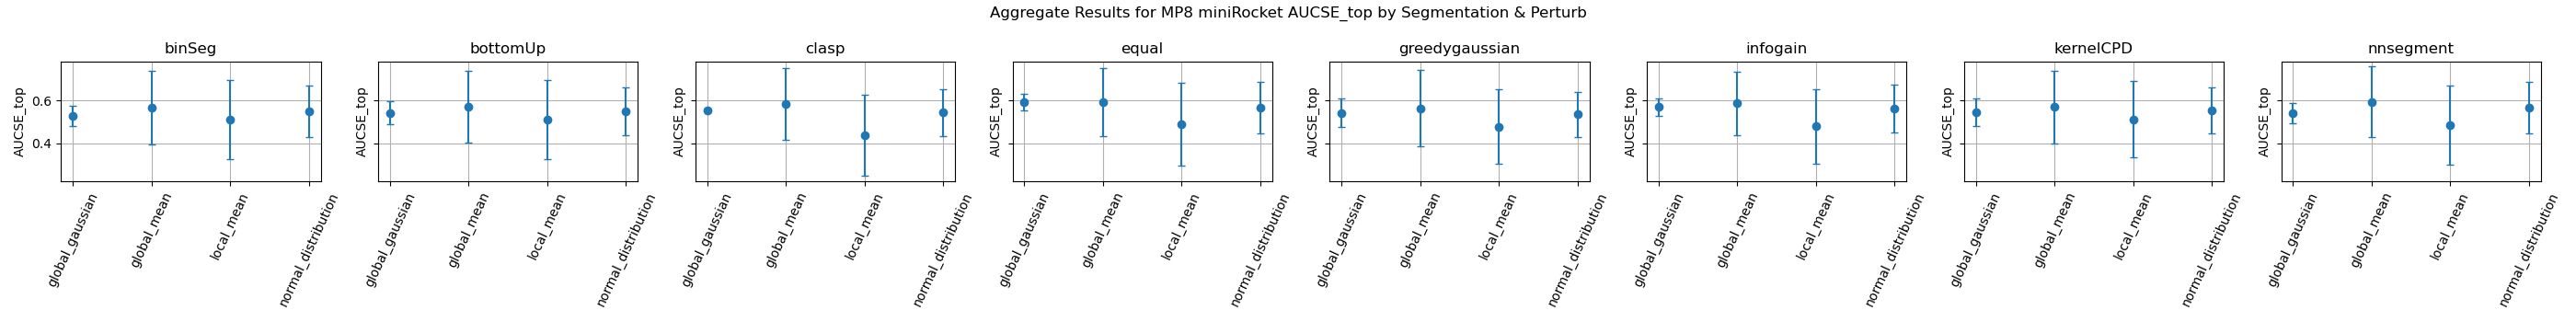 Aggregate Results for MP8 miniRocket AUCSE_top by Segmentation & Perturb
binSeg
AUCSE_top
0.6
0.4
global_gaussian
global_mean
local_mean
normal_distribution
bottomUp
AUCSE_top
global_gaussian
global_mean
local_mean
normal_distribution
clasp
AUCSE_top
global_gaussian
global_mean
local_mean
normal_distribution
equal
AUCSE_top
global_gaussian
global_mean
local_mean
normal_distribution
greedygaussian
AUCSE_top
global_gaussian
global_mean
local_mean
normal_distribution
infogain
AUCSE_top
global_gaussian
global_mean
local_mean
normal_distribution
kernelCPD
AUCSE_top
global_gaussian
global_mean
local_mean
normal_distribution
nnsegment
AUCSE_top
global_gaussian
global_mean
local_mean
normal_distribution